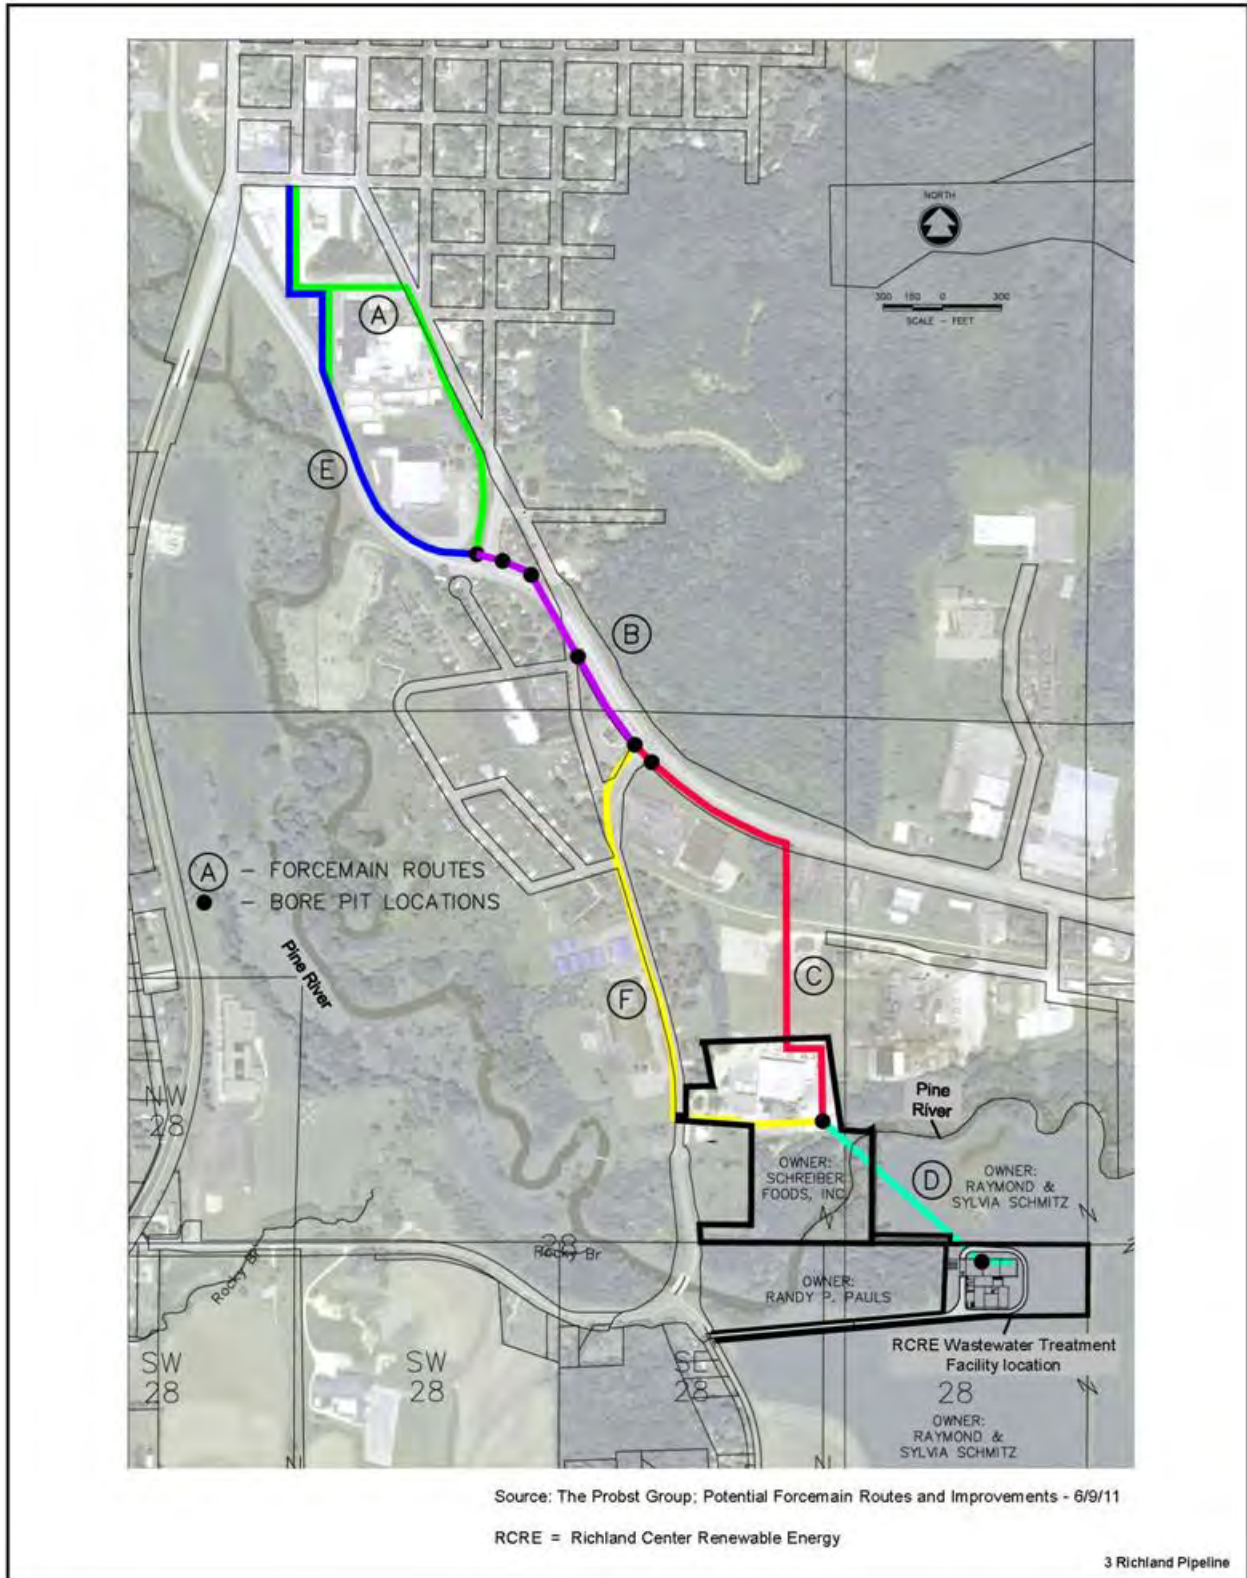 NORTH
300 150 0 300
SCALE - FEET
A
E
B
A - FORCEMAIN ROUTES
- BORE PIT LOCATIONS
Pine River
F
C
NW
28
Pine
River
OWNER:
SCHREIBER
FOODS, INC.
N
D
OWNER:
RAYMOND &
SYLVIA SCHMITZ
N
28
Rocky Br
Rocky Br
OWNER:
RANDY P. PAULS
RCRE Wastewater Treatment
Facility location
SW
28
SW
28
SE
28
28
N
OWNER:
RAYMOND &
SYLVIA SCHMITZ
N
N
Source: The Probst Group; Potential Forcemain Routes and Improvements - 6/9/11
RCRE = Richland Center Renewable Energy
3 Richland Pipeline